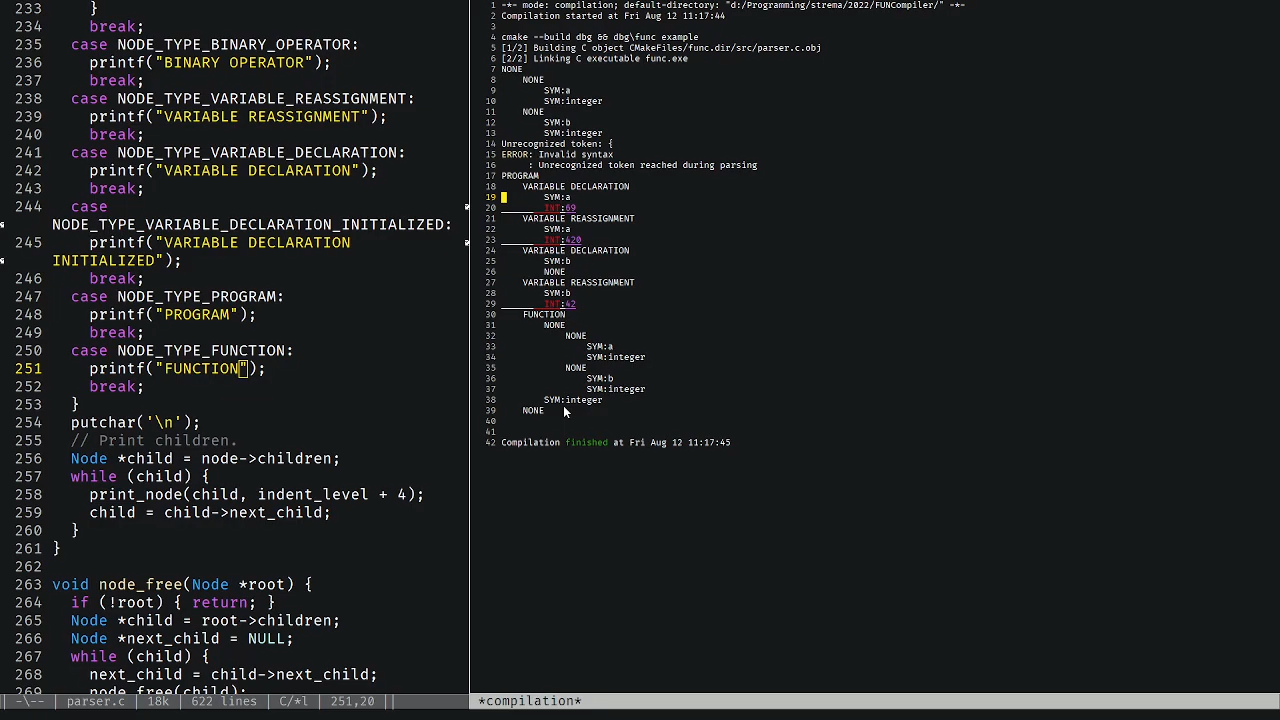 233     }
234     break;
235   case NODE_TYPE_BINARY_OPERATOR:
236     printf("BINARY OPERATOR");
237     break;
238   case NODE_TYPE_VARIABLE_REASSIGNMENT:
239     printf("VARIABLE REASSIGNMENT");
240     break;
241   case NODE_TYPE_VARIABLE_DECLARATION:
242     printf("VARIABLE DECLARATION");
243     break;
244   case
NODE_TYPE_VARIABLE_DECLARATION_INITIALIZED:
245     printf("VARIABLE DECLARATION
INITIALIZED");
246     break;
247   case NODE_TYPE_PROGRAM:
248     printf("PROGRAM");
249     break;
250   case NODE_TYPE_FUNCTION:
251     printf("FUNCTION");
252     break;
253   }
254   putchar('\n');
255   // Print children.
256   Node *child = node->children;
257   while (child) {
258     print_node(child, indent_level + 4);
259     child = child->next_child;
260   }
261 }
262
263 void node_free(Node *root) {
264   if (!root) { return; }
265   Node *child = root->children;
266   Node *next_child = NULL;
267   while (child) {
268     next_child = child->next_child;
269     node_free(child);
-\-- parser.c 18k 622 lines C/*l 251,20
1 -*- mode: compilation; default-directory: "d:/Programming/strema/2022/FUNCompiler/" -*-
2 Compilation started at Fri Aug 12 11:17:44
3
4 cmake --build dbg && dbg\func example
5 [1/2] Building C object CMakeFiles/func.dir/src/parser.c.obj
6 [2/2] Linking C executable func.exe
7 NONE
8     NONE
9         SYM:a
10         SYM:integer
11     NONE
12         SYM:b
13         SYM:integer
14 Unrecognized token: {
15 ERROR: Invalid syntax
16      : Unrecognized token reached during parsing
17 PROGRAM
18     VARIABLE DECLARATION
19         SYM:a
20         INT:69
21     VARIABLE REASSIGNMENT
22         SYM:a
23         INT:420
24     VARIABLE DECLARATION
25         SYM:b
26         NONE
27     VARIABLE REASSIGNMENT
28         SYM:b
29         INT:42
30     FUNCTION
31         NONE
32             NONE
33                 SYM:a
34                 SYM:integer
35             NONE
36                 SYM:b
37                 SYM:integer
38         SYM:integer
39     NONE
40
41
42 Compilation finished at Fri Aug 12 11:17:45
*compilation*